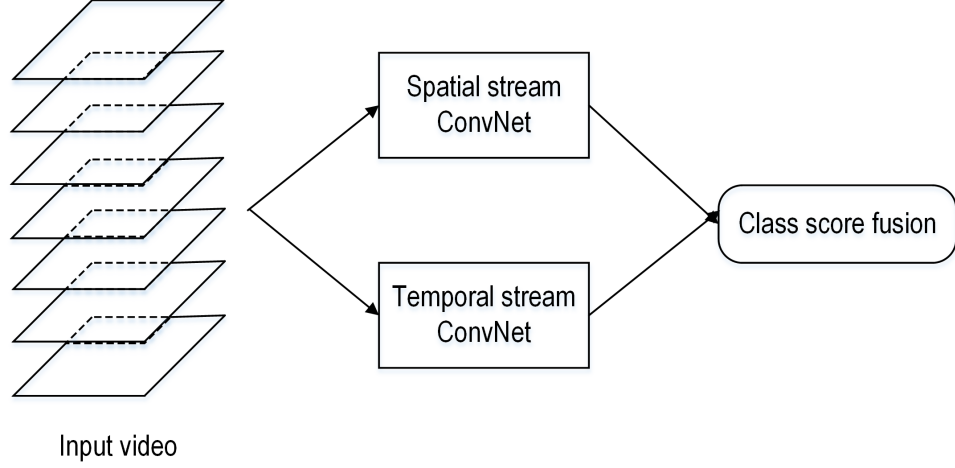 Spatial stream
ConvNet
Class score fusion
Temporal stream
ConvNet
Input video